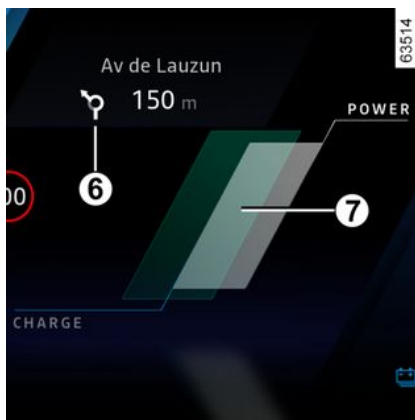 63514
Av de Lauzun
150 m
POWER
6
00
7
CHARGE